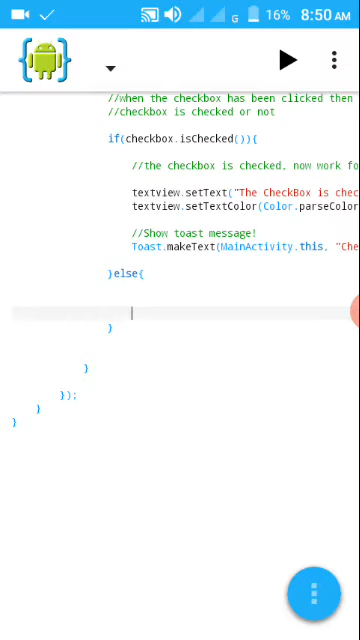 G 16% 8:50 AM
//when the checkbox has been clicked then
//checkbox is checked or not
if(checkbox.isChecked()){
//the checkbox is checked, now work fo
textview.setText("The CheckBox is chec
textview.setTextColor(Color.parseColor
//Show toast message!
Toast.makeText(MainActivity.this, "Che
}else{
}
}
});
}
}